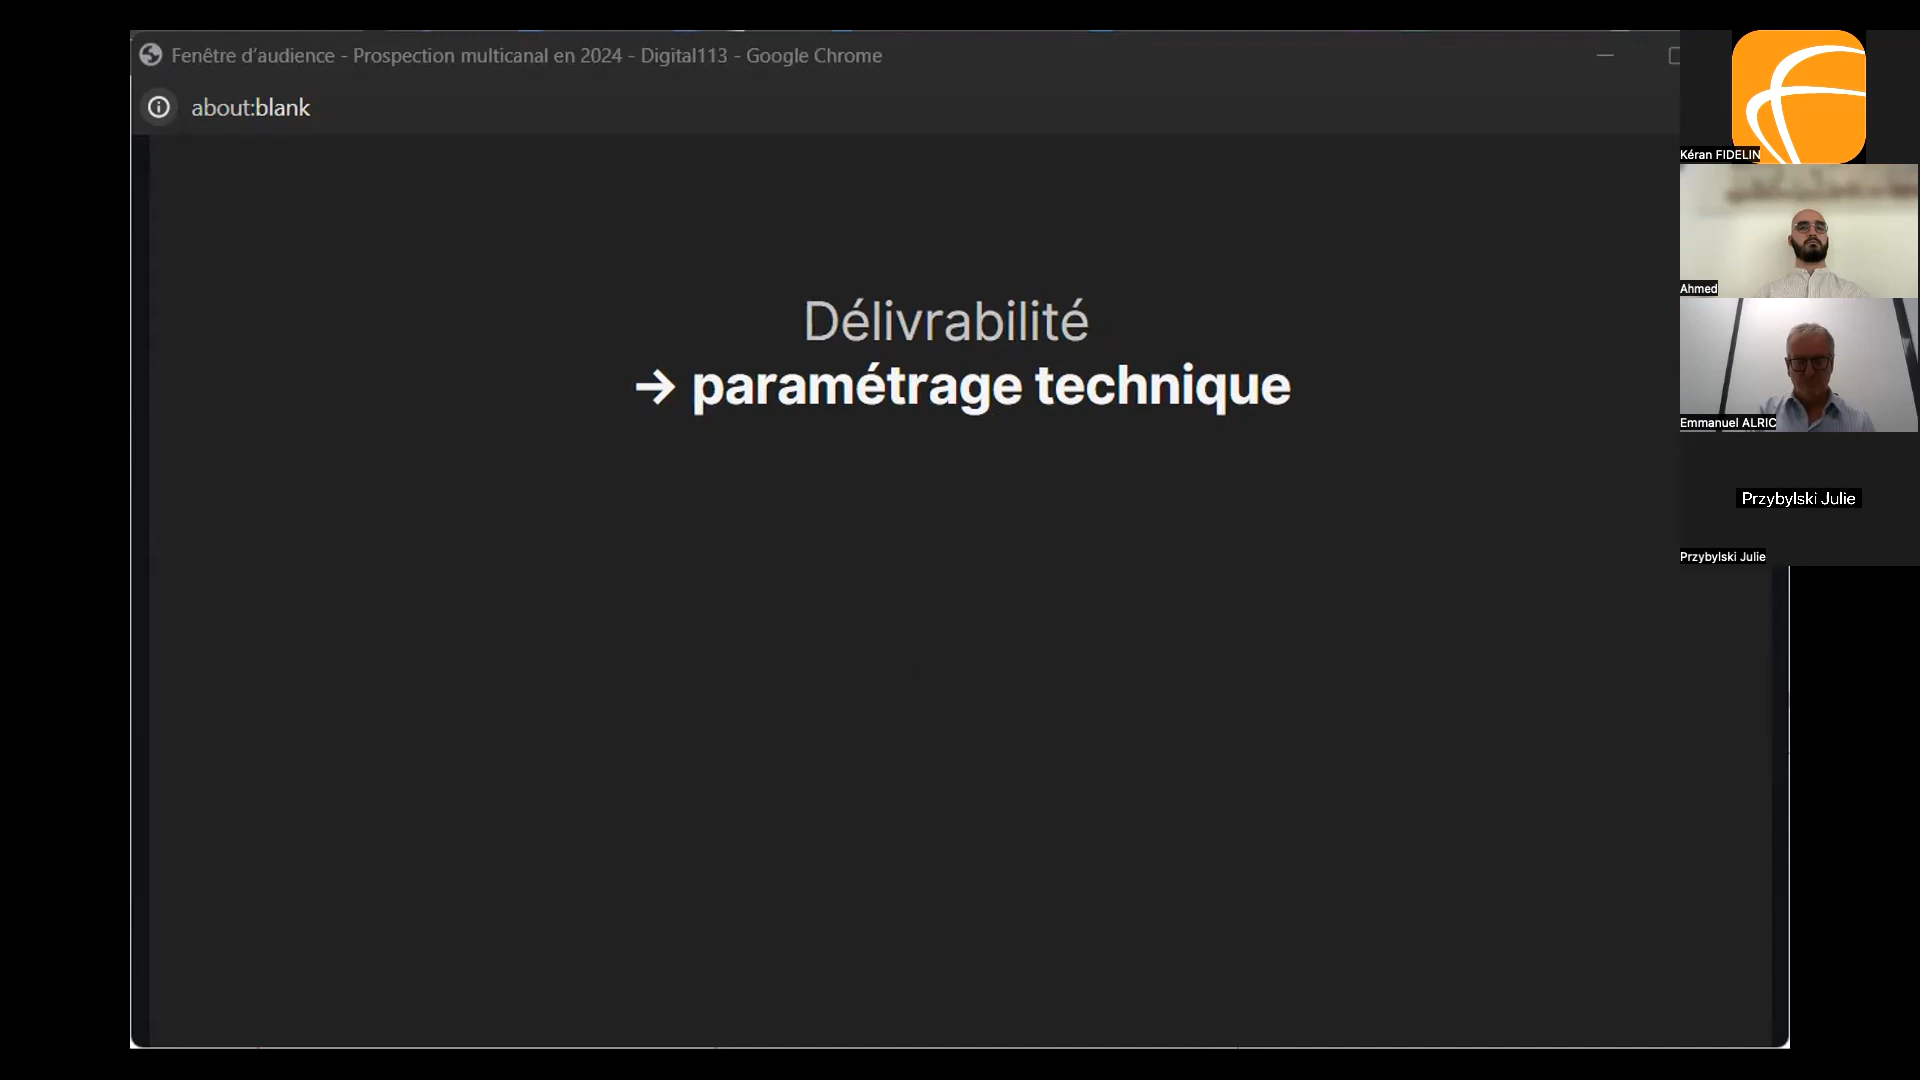 Fenêtre d’audience - Prospection multicanal en 2024 - Digital113 - Google Chrome
about:blank
Délivrabilité
→ paramétrage technique
Kéran FIDELIN
Ahmed
Emmanuel ALRIC
Przybylski Julie
Przybylski Julie